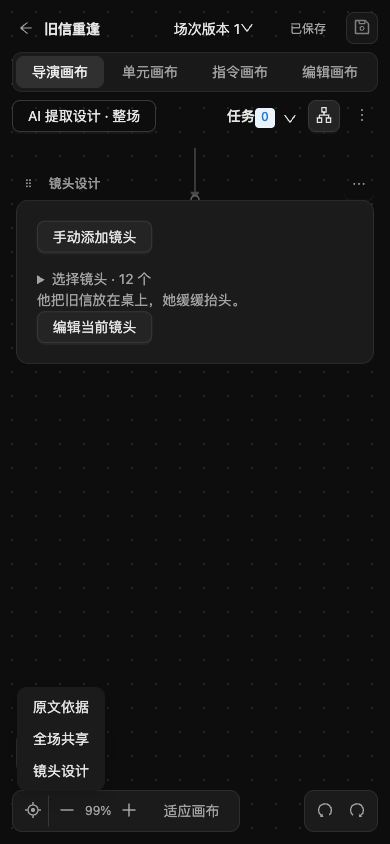 旧信重逢 场次版本 1 已保存
导演画布 单元画布 指令画布 编辑画布
AI 提取设计 · 整场 任务 0
镜头设计
手动添加镜头
选择镜头 · 12 个
他把旧信放在桌上，她缓缓抬头。
编辑当前镜头
原文依据
全场共享
镜头设计
99% 适应画布